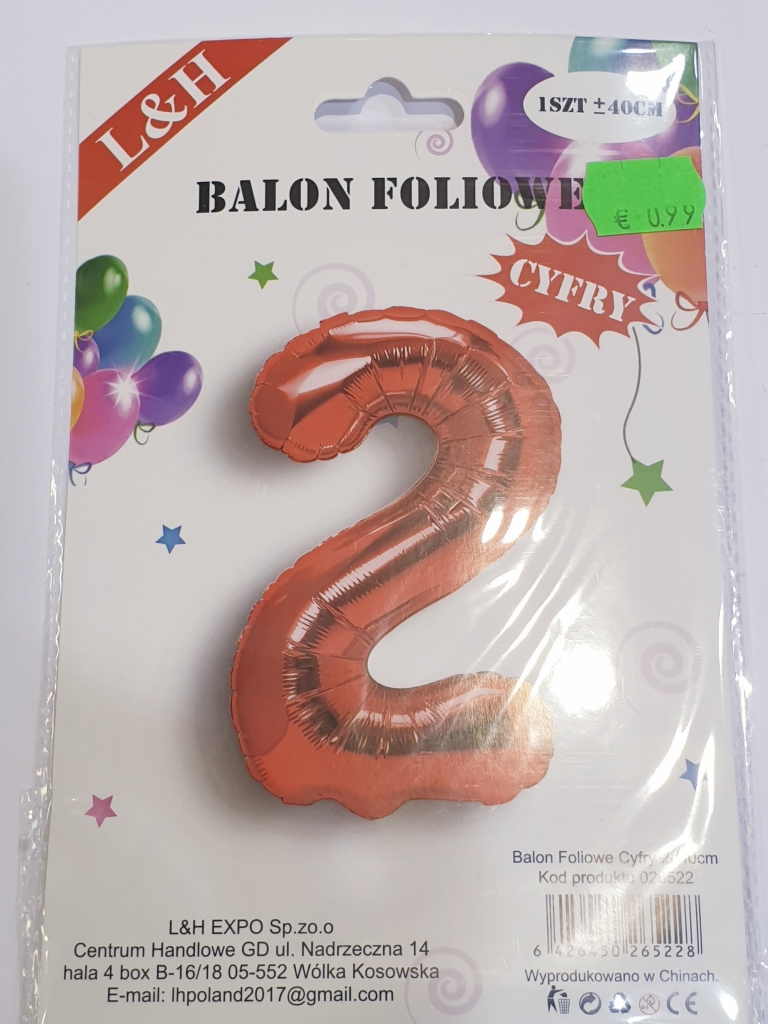 L&H
1SZT ±40CM
BALON FOLIOWE
€ 0.99
CYFRY
Balon Foliowe Cyfry
Kod produktu
L&H EXPO Sp.zo.o
Centrum Handlowe GD ul. Nadrzeczna 14
hala 4 box B-16/18 05-552 Wólka Kosowska
E-mail: lhpoland2017@gmail.com
6 426450 265228
Wyprodukowano w Chinach.
CE